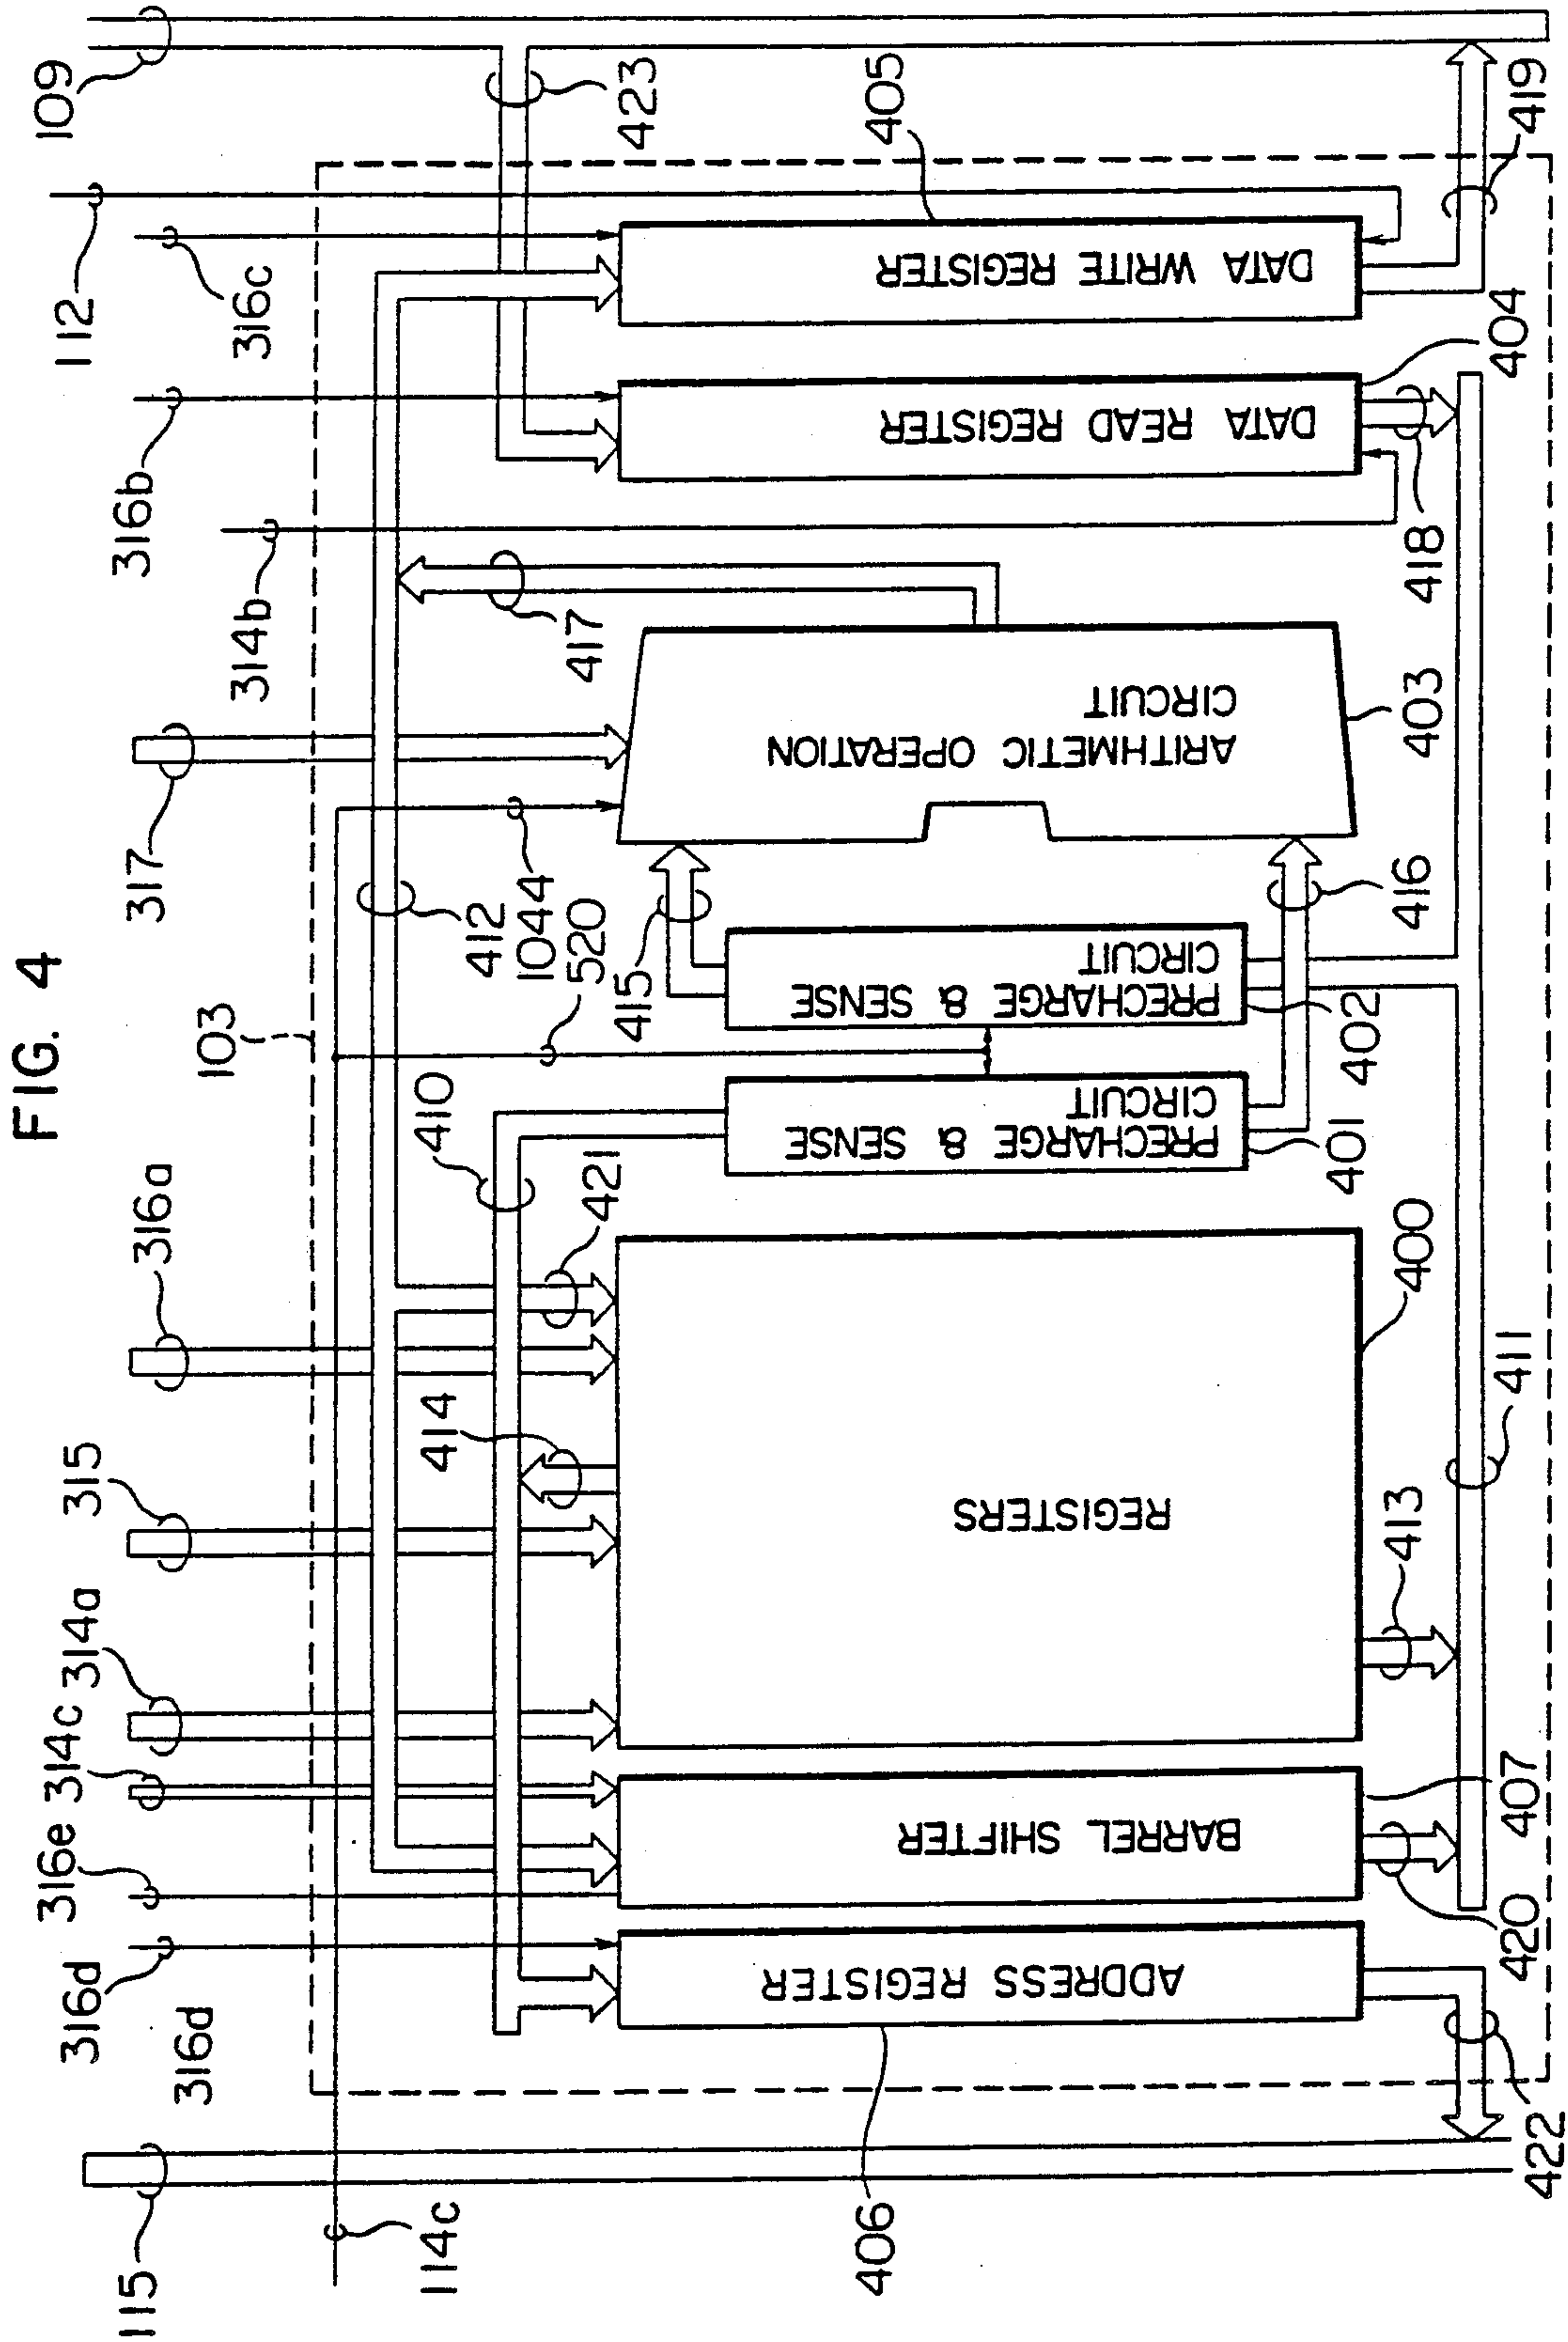 FIG. 4
115
114c
316d
316d
316e
314c
314a
315
316a
103
317
314b
316b
112
316c
109
410
414
421
412
1044
520
415
417
423
405
406
ADDRESS REGISTER
BARREL SHIFTER
REGISTERS
PRECHARGE & SENSE
CIRCUIT
PRECHARGE & SENSE
CIRCUIT
ARITHMETIC OPERATION
CIRCUIT
DATA READ REGISTER
DATA WRITE REGISTER
422
420
407
413
411
400
401
402
416
403
418
404
419